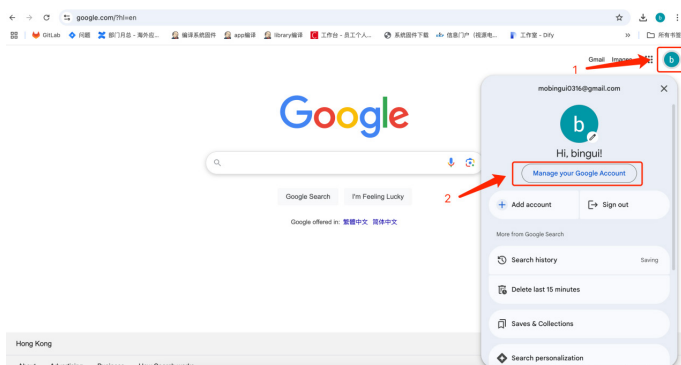 google.com/?hl=en
GitLab 问题 部门月总 - 海外应... 编译系统固件 app编译 library编译 工作台 - 员工个人... 系统固件下载 信息门户 (视源电... 工作室 - Dify » 所有书签
Gmail Images
b
1
mobingui0316@gmail.com
b
Google
Hi, bingui!
Manage your Google Account
2
Google Search I'm Feeling Lucky
Add account Sign out
Google offered in: 繁體中文 简体中文
More from Google Search
Search history Saving
Delete last 15 minutes
Saves & Collections
Hong Kong
Search personalization